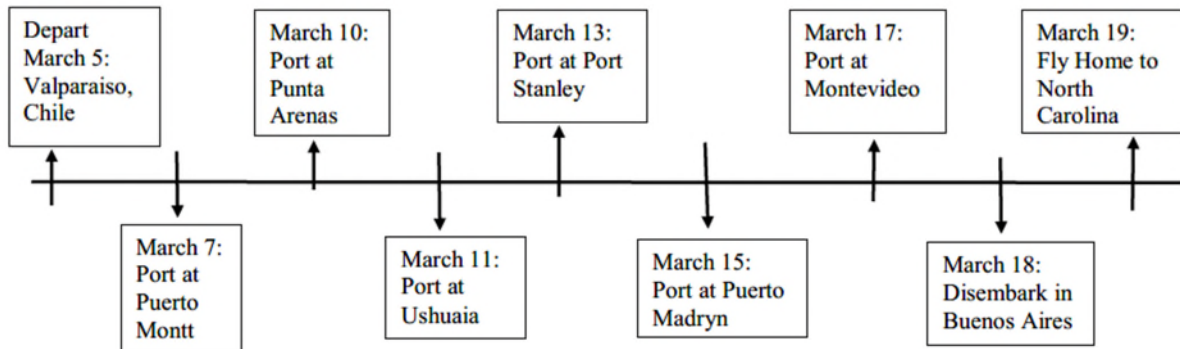 Depart
March 5:
Valparaiso,
Chile
March 7:
Port at
Puerto
Montt
March 10:
Port at
Punta
Arenas
March 11:
Port at
Ushuaia
March 13:
Port at Port
Stanley
March 15:
Port at Puerto
Madryn
March 17:
Port at
Montevideo
March 18:
Disembark in
Buenos Aires
March 19:
Fly Home to
North
Carolina